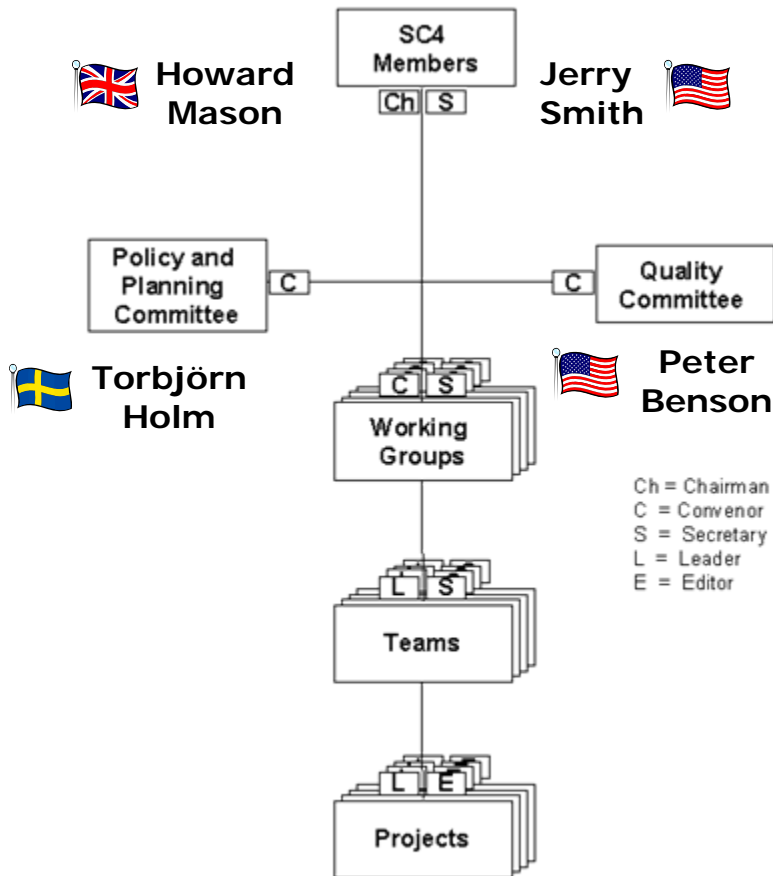 SC4
Members
Howard
Mason
Jerry
Smith
Ch S
Policy and
Planning
Committee
C
C
Quality
Committee
Torbjörn
Holm
Peter
Benson
C S
Working
Groups
Ch = Chairman
C = Convenor
S = Secretary
L = Leader
E = Editor
L S
Teams
L E
Projects